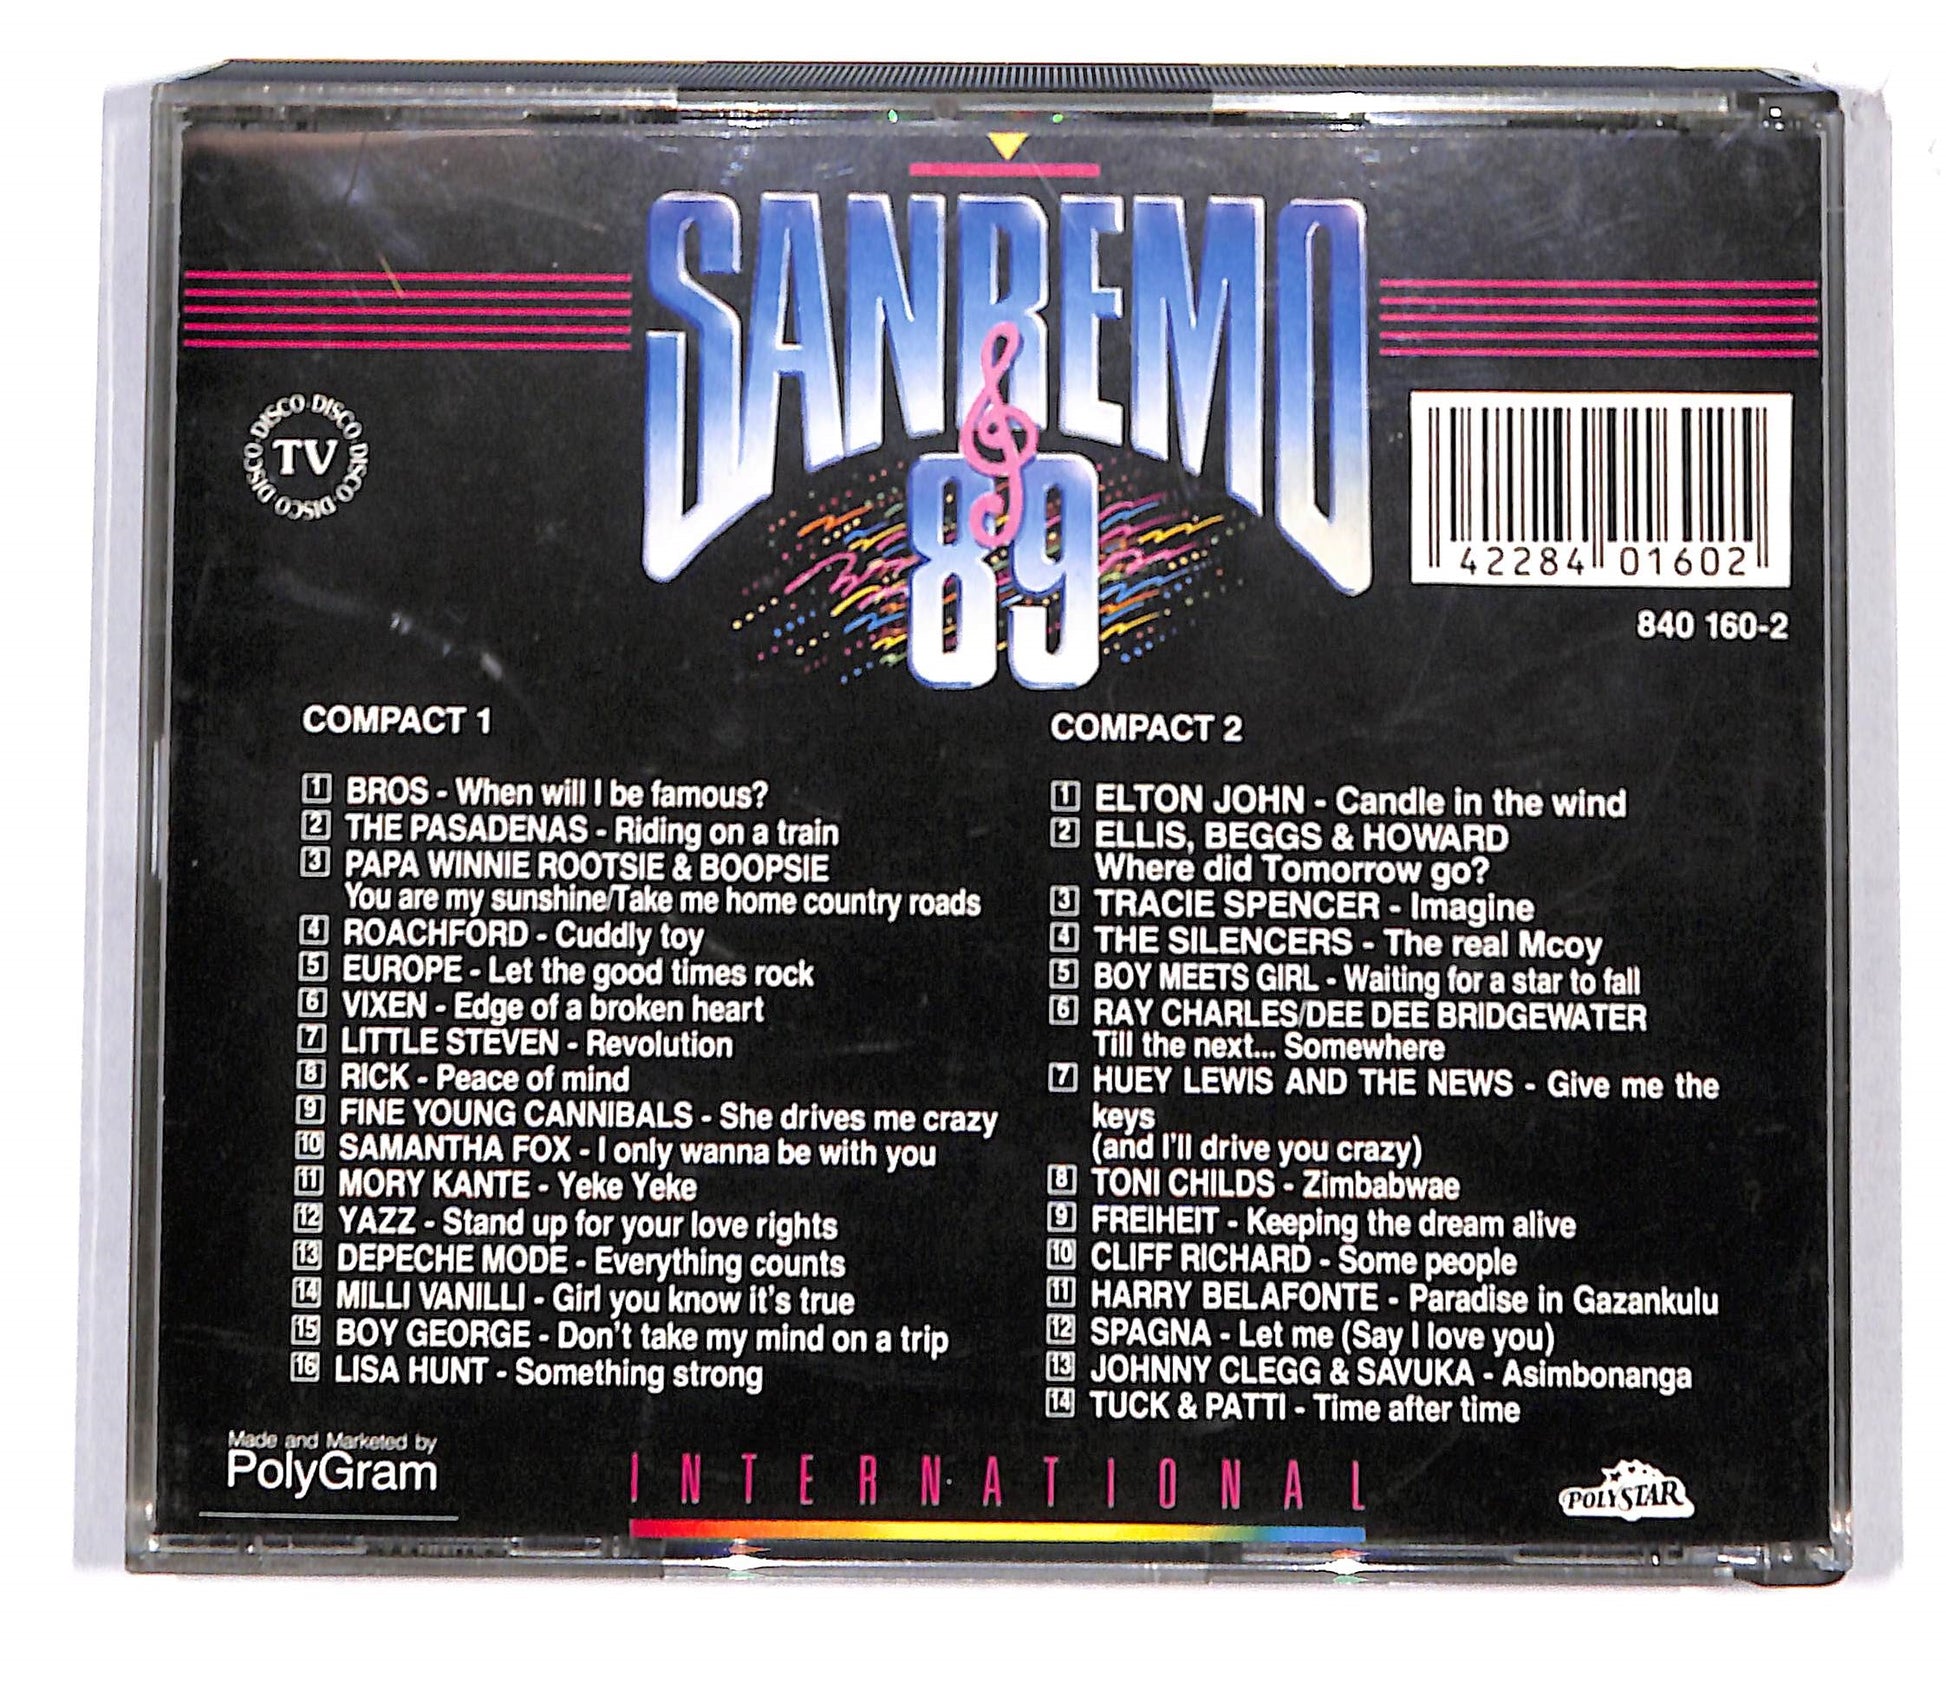 SANREMO
89
DISCO·DISCO·DISCO·DISCO·DISCO·
TV
42284 01602
840 160-2
COMPACT 1
1 BROS - When will I be famous?
2 THE PASADENAS - Riding on a train
3 PAPA WINNIE ROOTSIE & BOOPSIE
You are my sunshine/Take me home country roads
4 ROACHFORD - Cuddly toy
5 EUROPE - Let the good times rock
6 VIXEN - Edge of a broken heart
7 LITTLE STEVEN - Revolution
8 RICK - Peace of mind
9 FINE YOUNG CANNIBALS - She drives me crazy
10 SAMANTHA FOX - I only wanna be with you
11 MORY KANTE - Yeke Yeke
12 YAZZ - Stand up for your love rights
13 DEPECHE MODE - Everything counts
14 MILLI VANILLI - Girl you know it's true
15 BOY GEORGE - Don't take my mind on a trip
16 LISA HUNT - Something strong
COMPACT 2
1 ELTON JOHN - Candle in the wind
2 ELLIS, BEGGS & HOWARD
Where did Tomorrow go?
3 TRACIE SPENCER - Imagine
4 THE SILENCERS - The real Mcoy
5 BOY MEETS GIRL - Waiting for a star to fall
6 RAY CHARLES/DEE DEE BRIDGEWATER
Till the next... Somewhere
7 HUEY LEWIS AND THE NEWS - Give me the
keys
(and I'll drive you crazy)
8 TONI CHILDS - Zimbabwae
9 FREIHEIT - Keeping the dream alive
10 CLIFF RICHARD - Some people
11 HARRY BELAFONTE - Paradise in Gazankulu
12 SPAGNA - Let me (Say I love you)
13 JOHNNY CLEGG & SAVUKA - Asimbonanga
14 TUCK & PATTI - Time after time
Made and Marketed by
PolyGram
INTERNATIONAL
POLYSTAR